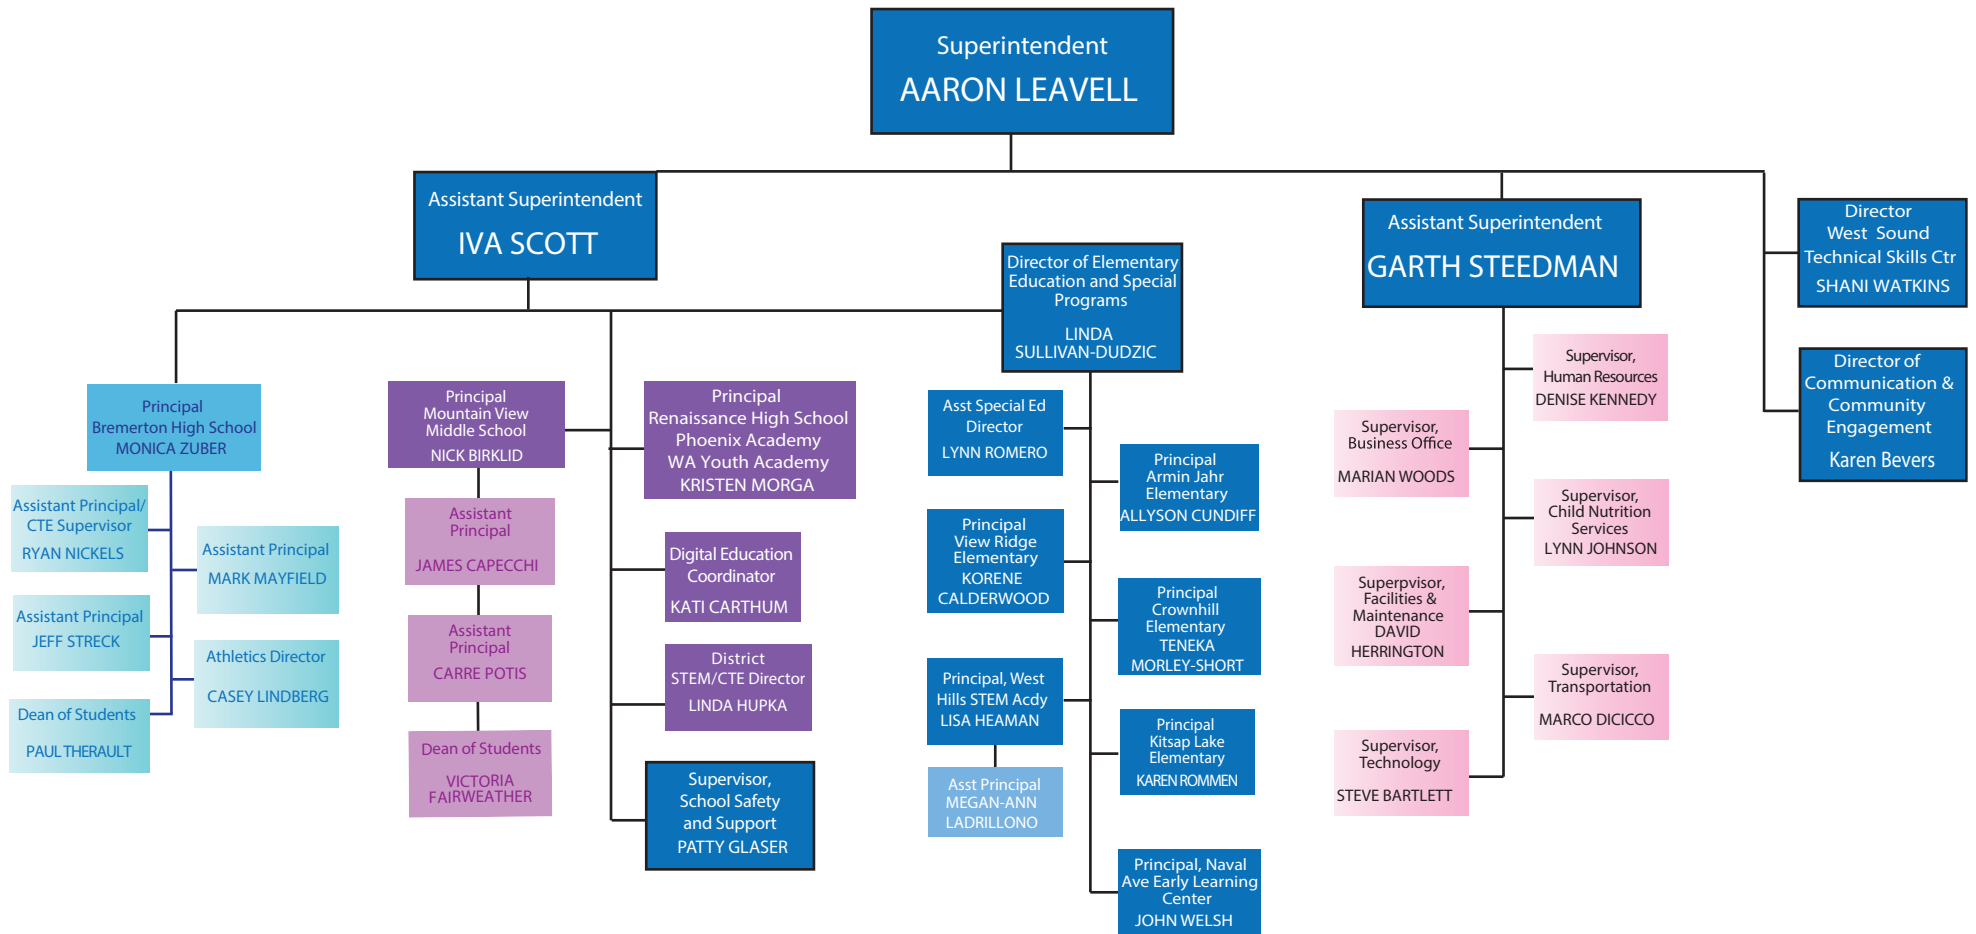 Superintendent
AARON LEAVELL
Assistant Superintendent
IVA SCOTT
Director of Elementary
Education and Special
Programs
LINDA
SULLIVAN-DUDZIC
Assistant Superintendent
GARTH STEEDMAN
Director
West Sound
Technical Skills Ctr
SHANI WATKINS
Director of
Communication &
Community
Engagement
Karen Bevers
Principal
Bremerton High School
MONICA ZUBER
Assistant Principal/
CTE Supervisor
RYAN NICKELS
Assistant Principal
MARK MAYFIELD
Assistant Principal
JEFF STRECK
Athletics Director
CASEY LINDBERG
Dean of Students
PAUL THERAULT
Principal
Mountain View
Middle School
NICK BIRKLID
Assistant
Principal
JAMES CAPECCHI
Assistant
Principal
CARRE POTIS
Dean of Students
VICTORIA
FAIRWEATHER
Principal
Renaissance High School
Phoenix Academy
WA Youth Academy
KRISTEN MORGA
Digital Education
Coordinator
KATI CARTHUM
District
STEM/CTE Director
LINDA HUPKA
Supervisor,
School Safety
and Support
PATTY GLASER
Asst Special Ed
Director
LYNN ROMERO
Principal
Armin Jahr
Elementary
ALLYSON CUNDIFF
Principal
View Ridge
Elementary
KORENE
CALDERWOOD
Principal
Crownhill
Elementary
TENEKA
MORLEY-SHORT
Principal, West
Hills STEM Acdy
LISA HEAMAN
Asst Principal
MEGAN-ANN
LADRILLONO
Principal
Kitsap Lake
Elementary
KAREN ROMMEN
Principal, Naval
Ave Early Learning
Center
JOHN WELSH
Supervisor,
Human Resources
DENISE KENNEDY
Supervisor,
Business Office
MARIAN WOODS
Supervisor,
Child Nutrition
Services
LYNN JOHNSON
Superpvisor,
Facilities &
Maintenance
DAVID
HERRINGTON
Supervisor,
Transportation
MARCO DICICCO
Supervisor,
Technology
STEVE BARTLETT